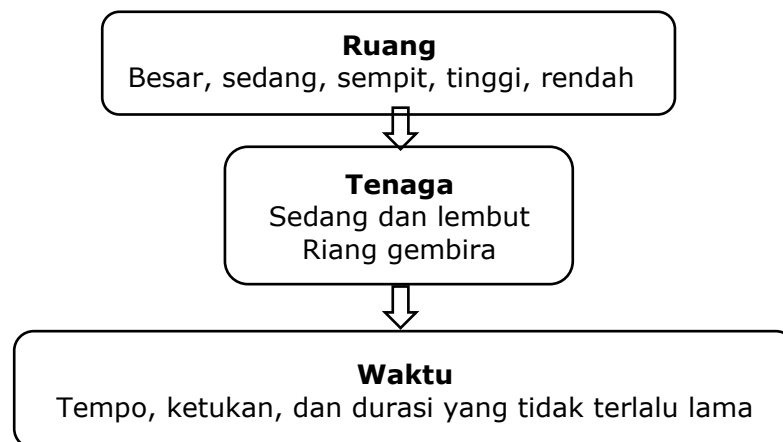 Ruang
Besar, sedang, sempit, tinggi, rendah
Tenaga
Sedang dan lembut
Riang gembira
Waktu
Tempo, ketukan, dan durasi yang tidak terlalu lama